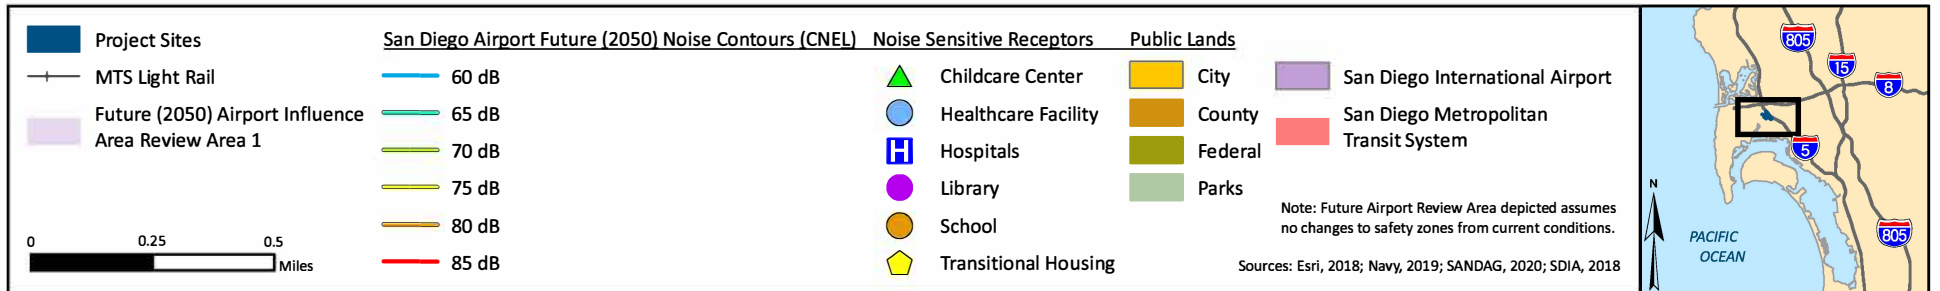 Project Sites
MTS Light Rail
Future (2050) Airport Influence
Area Review Area 1
0 0.25 0.5
Miles
San Diego Airport Future (2050) Noise Contours (CNEL)
60 dB
65 dB
70 dB
75 dB
80 dB
85 dB
Noise Sensitive Receptors
Childcare Center
Healthcare Facility
H Hospitals
Library
School
Transitional Housing
Public Lands
City
County
Federal
Parks
San Diego International Airport
San Diego Metropolitan
Transit System
Note: Future Airport Review Area depicted assumes
no changes to safety zones from current conditions.
Sources: Esri, 2018; Navy, 2019; SANDAG, 2020; SDIA, 2018
805
15
8
5
805
N
PACIFIC
OCEAN